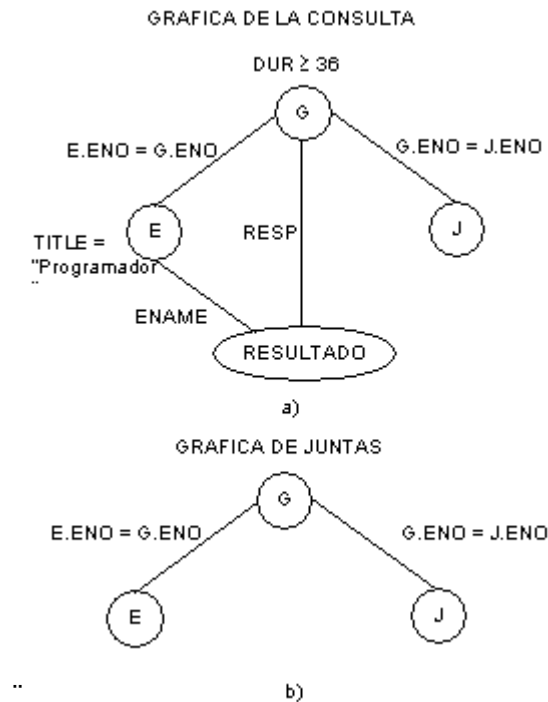 GRAFICA DE LA CONSULTA
DUR ≥ 36
G
E.ENO = G.ENO
G.ENO = J.ENO
E
RESP
J
TITLE =
"Programador
"
ENAME
RESULTADO
a)
GRAFICA DE JUNTAS
G
E.ENO = G.ENO
G.ENO = J.ENO
E
J
..
b)